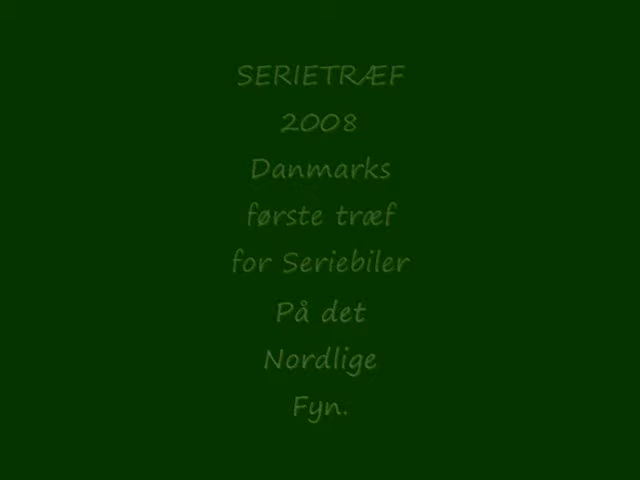 SERIETRÆF
2008
Danmarks
første træf
for Seriebiler
På det
Nordlige
Fyn.